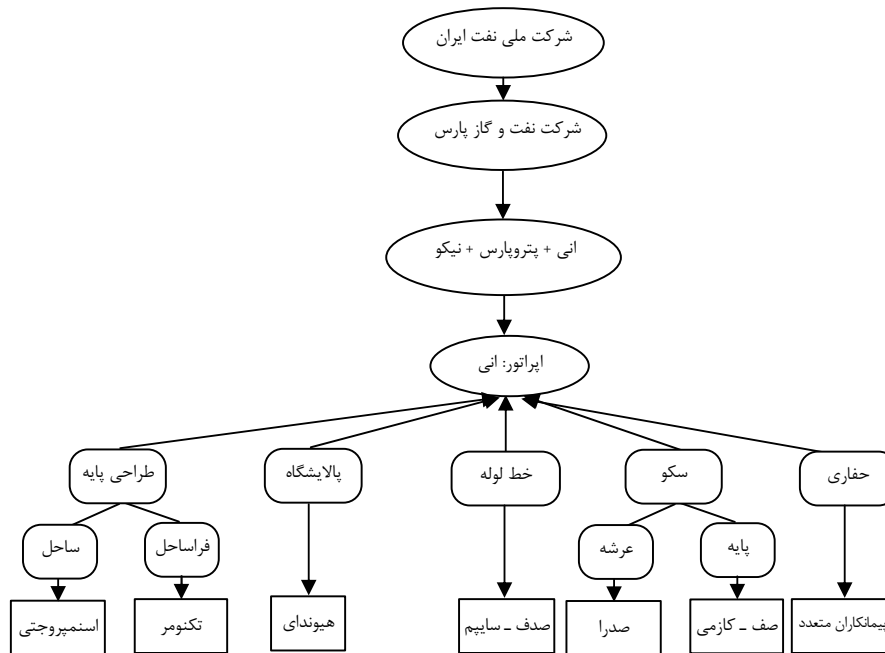 شرکت ملی نفت ایران
شرکت نفت و گاز پارس
انی + پتروپارس + نیکو
اپراتور: انی
حفاری
سکو
خط لوله
پالایشگاه
طراحی پایه
پایه
عرشه
فراساحل
ساحل
پیمانکاران متعدد
صف ـ کازمی
صدرا
صدف ـ سایپم
هیوندای
تکنومر
اسنمپروجتی